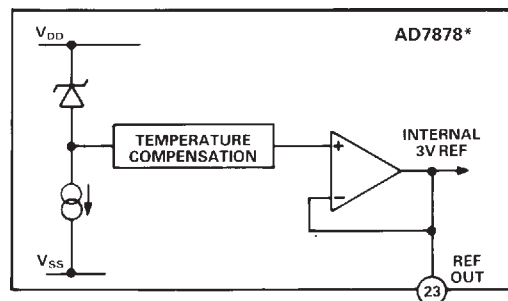 AD7878*
V_DD
TEMPERATURE
COMPENSATION
+
−
INTERNAL
3V REF
V_SS
REF
OUT
23